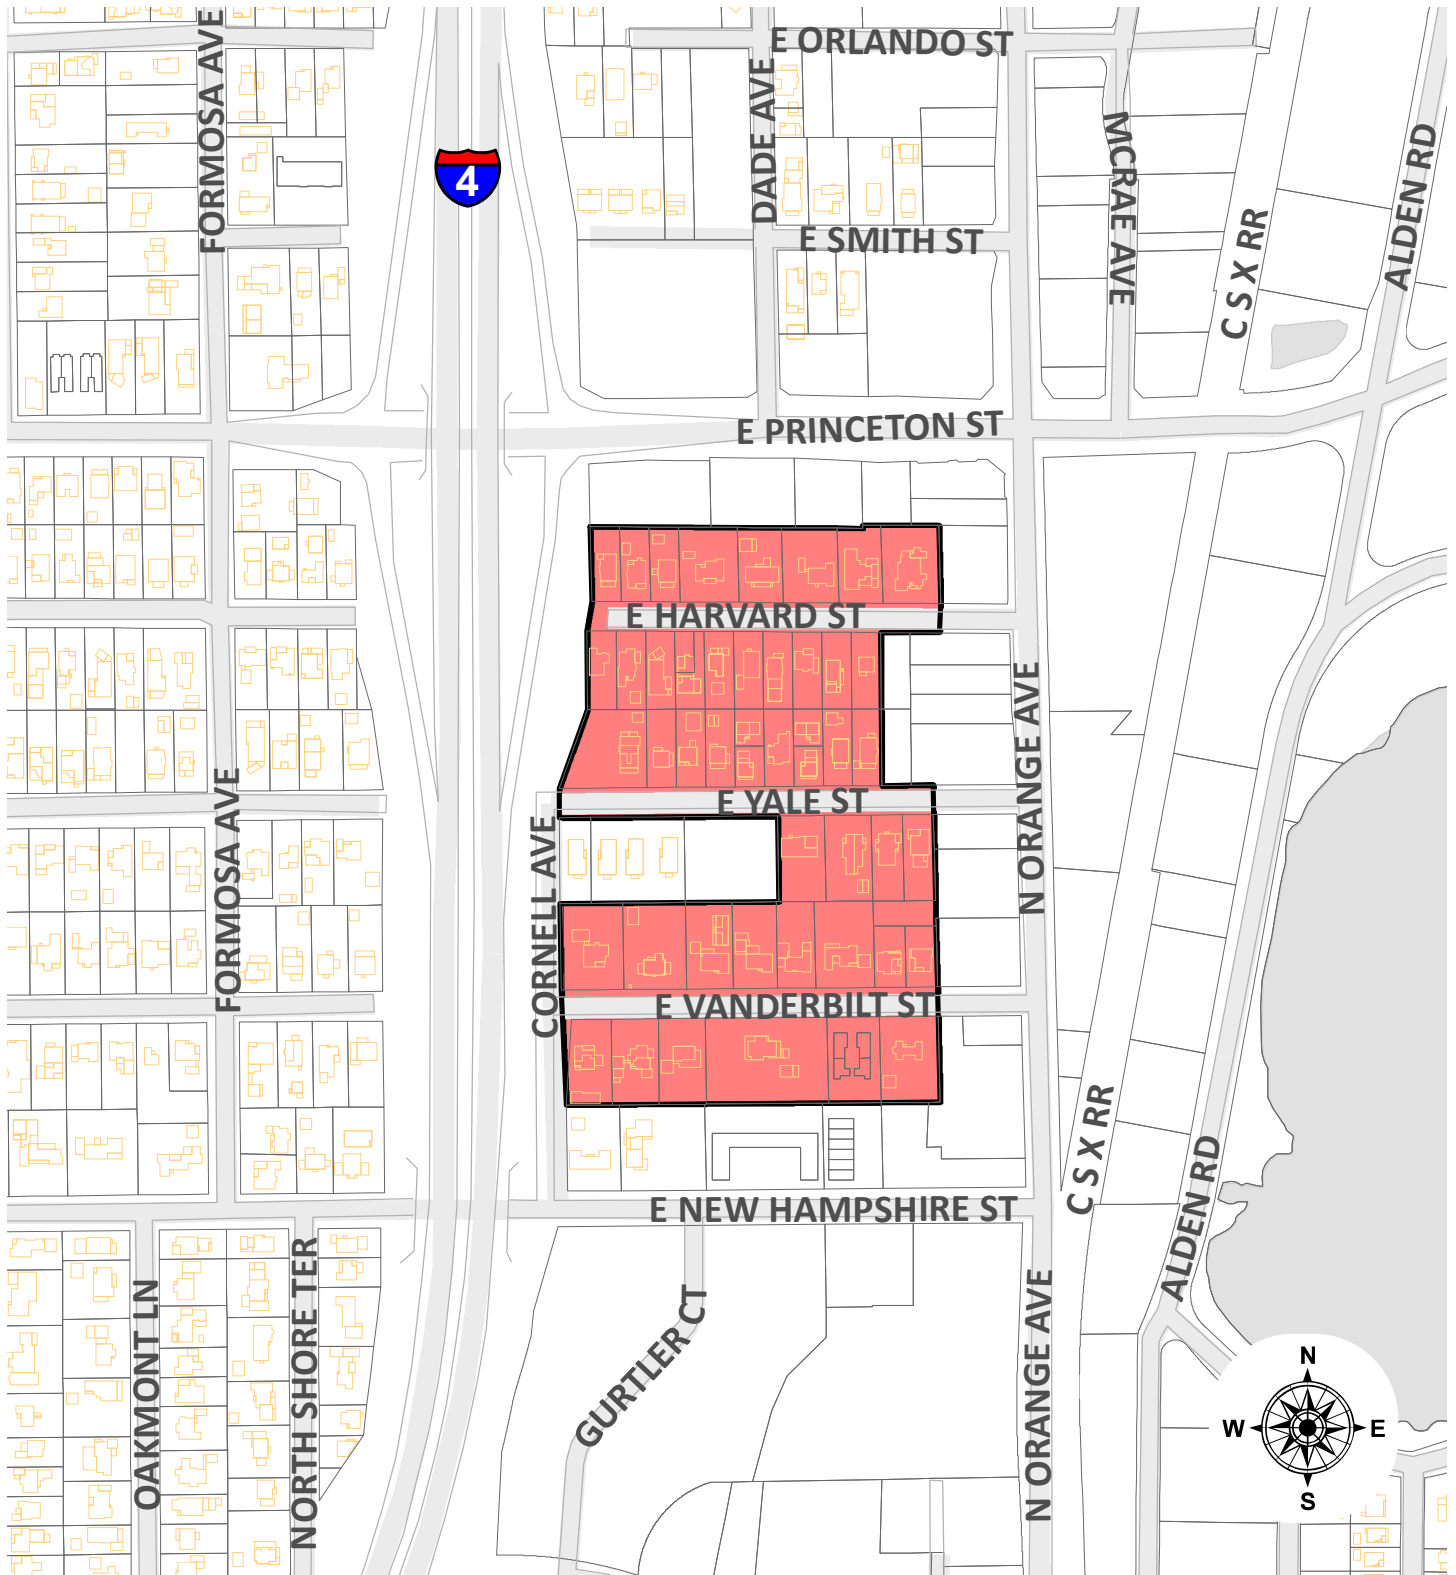 E ORLANDO ST
FORMOSA AVE
DADE AVE
MCRAE AVE
ALDEN RD
4
E SMITH ST
C S X RR
E PRINCETON ST
E HARVARD ST
N ORANGE AVE
E YALE ST
FORMOSA AVE
CORNELL AVE
E VANDERBILT ST
C S X RR
ALDEN RD
E NEW HAMPSHIRE ST
OAKMONT LN
NORTH SHORE TER
GURTLER CT
N ORANGE AVE
N
W
E
S